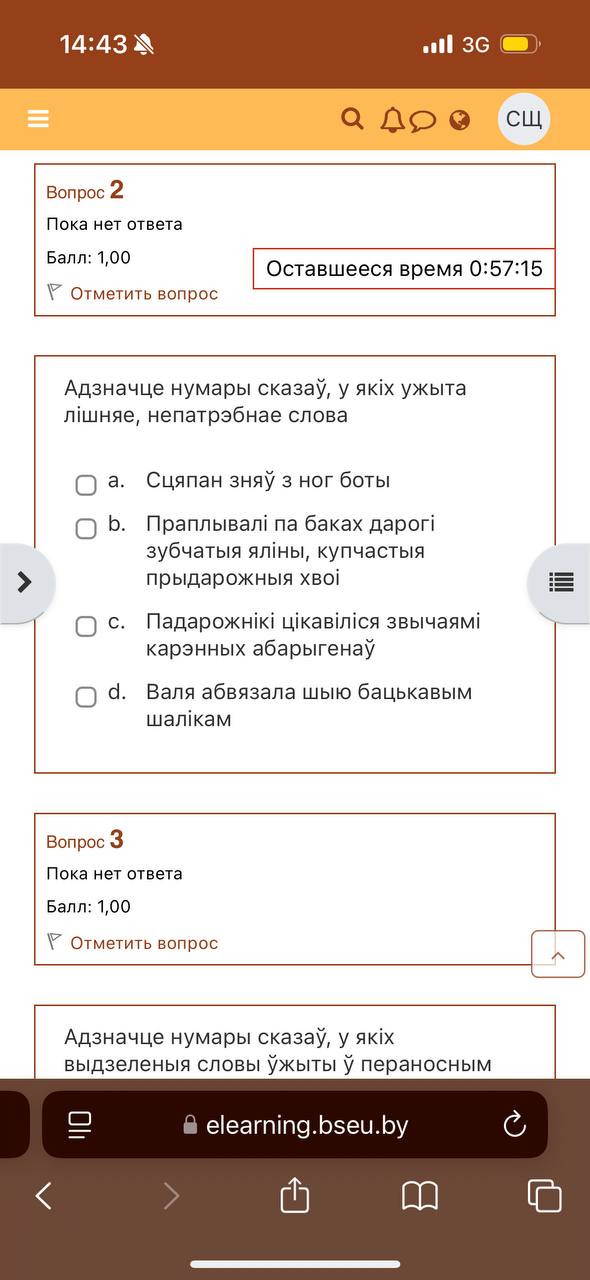 14:43
3G
СЩ
Вопрос 2
Пока нет ответа
Балл: 1,00
Оставшееся время 0:57:15
Отметить вопрос
Адзначце нумары сказаў, у якіх ужыта
лішняе, непатрэбнае слова
a. Сцяпан зняў з ног боты
b. Праплывалі па баках дарогі
зубчатыя яліны, купчастыя
прыдарожныя хвоі
c. Падарожнікі цікавіліся звычаямі
карэнных абарыгенаў
d. Валя абвязала шыю бацькавым
шалікам
Вопрос 3
Пока нет ответа
Балл: 1,00
Отметить вопрос
Адзначце нумары сказаў, у якіх
выдзеленыя словы ўжыты ў пераносным
elearning.bseu.by